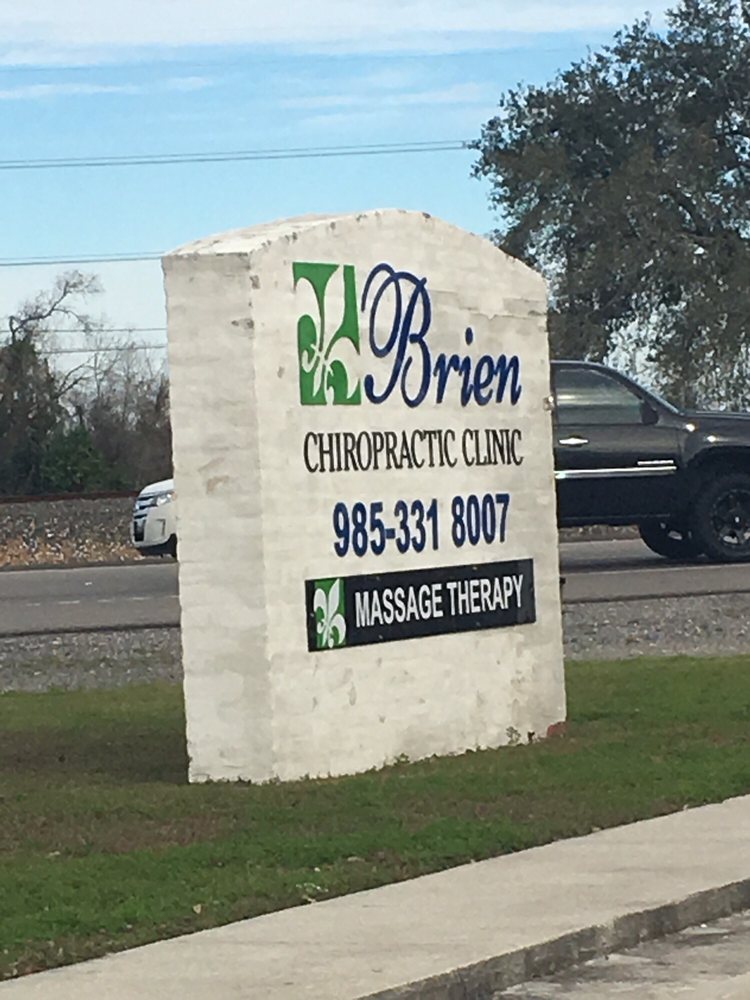 Brien
CHIROPRACTIC CLINIC
985-331 8007
MASSAGE THERAPY